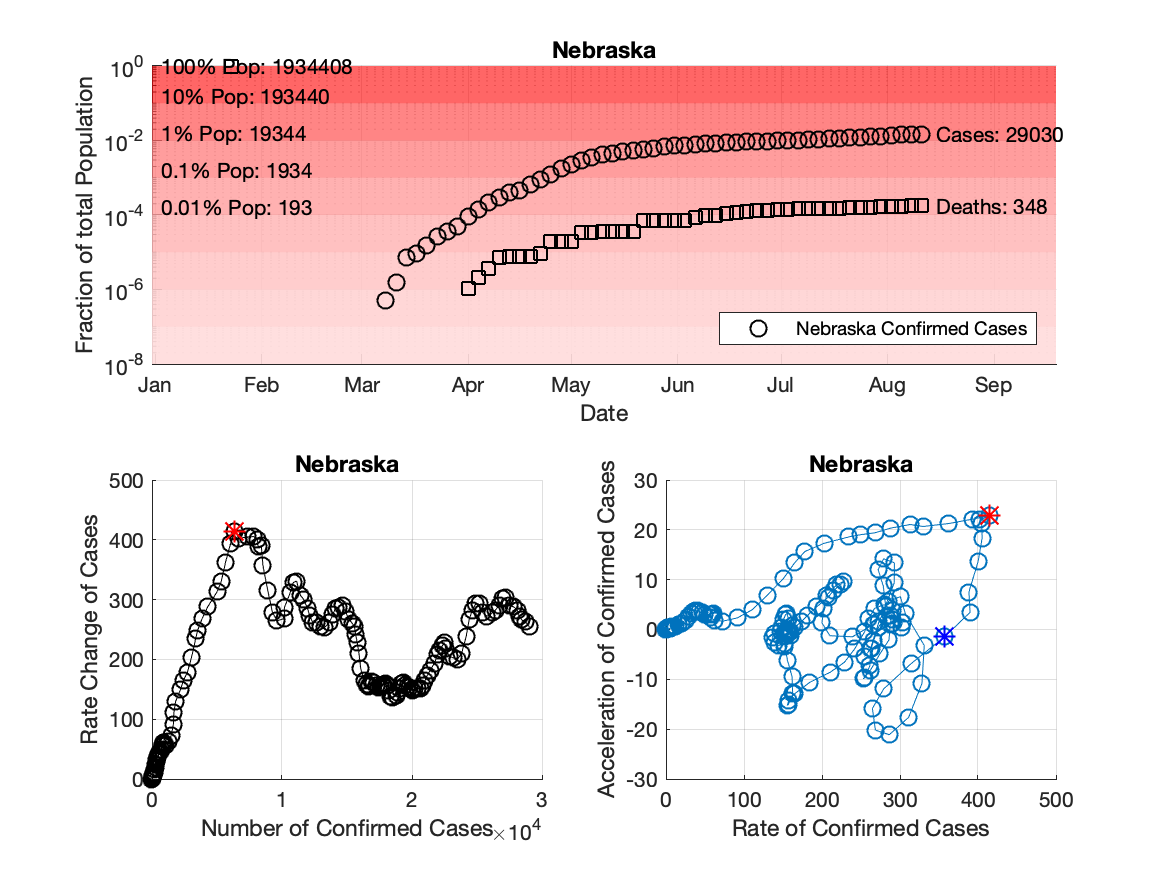 Nebraska
10^0
100% Pop: 1934408
10% Pop: 193440
10^-2
1% Pop: 19344
Cases: 29030
0.1% Pop: 1934
10^-4
0.01% Pop: 193
Deaths: 348
10^-6
Nebraska Confirmed Cases
10^-8
Fraction of total Population
Jan Feb Mar Apr May Jun Jul Aug Sep
Date
Nebraska
500
400
300
200
100
0
Rate Change of Cases
0 1 2 3
Number of Confirmed Cases ×10^4
Nebraska
30
20
10
0
-10
-20
-30
Acceleration of Confirmed Cases
0 100 200 300 400 500
Rate of Confirmed Cases